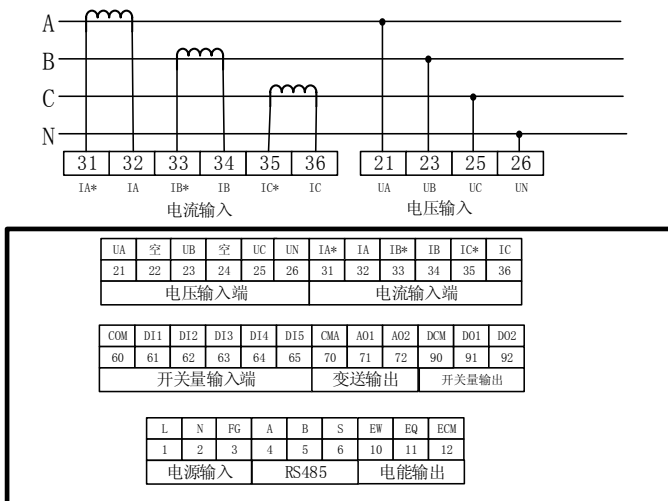 A
B
C
N
31 32 33 34 35 36 21 23 25 26
IA* IA IB* IB IC* IC UA UB UC UN
电流输入 电压输入
UA 空 UB 空 UC UN IA* IA IB* IB IC* IC
21 22 23 24 25 26 31 32 33 34 35 36
电压输入端 电流输入端
COM DI1 DI2 DI3 DI4 DI5 CMA AO1 AO2 DCM DO1 DO2
60 61 62 63 64 65 70 71 72 90 91 92
开关量输入端 变送输出 开关量输出
L N FG A B S EW EQ ECM
1 2 3 4 5 6 10 11 12
电源输入 RS485 电能输出